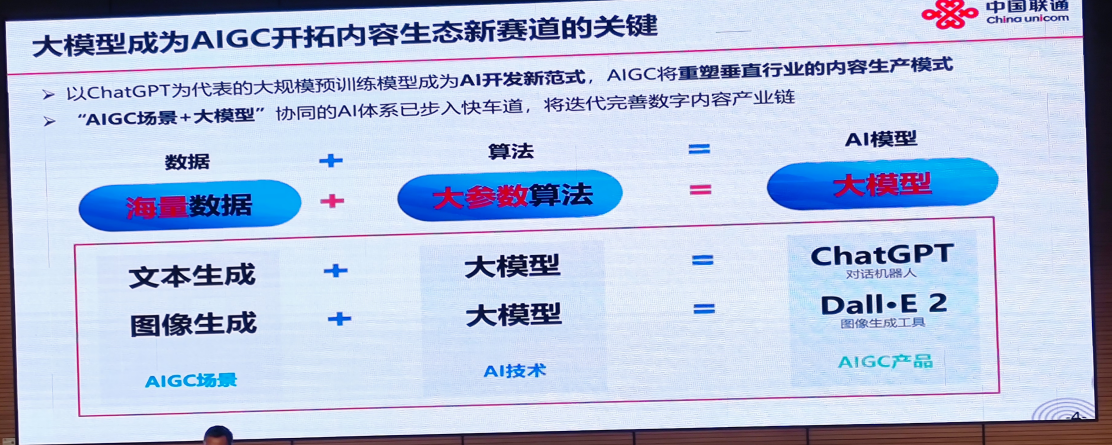 大模型成为AIGC开拓内容生态新赛道的关键
中国联通
China unicom
以ChatGPT为代表的大规模预训练模型成为AI开发新范式，AIGC将重塑垂直行业的内容生产模式
“AIGC场景+大模型”协同的AI体系已步入快车道，将迭代完善数字内容产业链
数据 + 算法 = AI模型
海量数据 + 大参数算法 = 大模型
文本生成 + 大模型 = ChatGPT
对话机器人
图像生成 + 大模型 = Dall•E 2
图像生成工具
AIGC场景 AI技术 AIGC产品
-4-